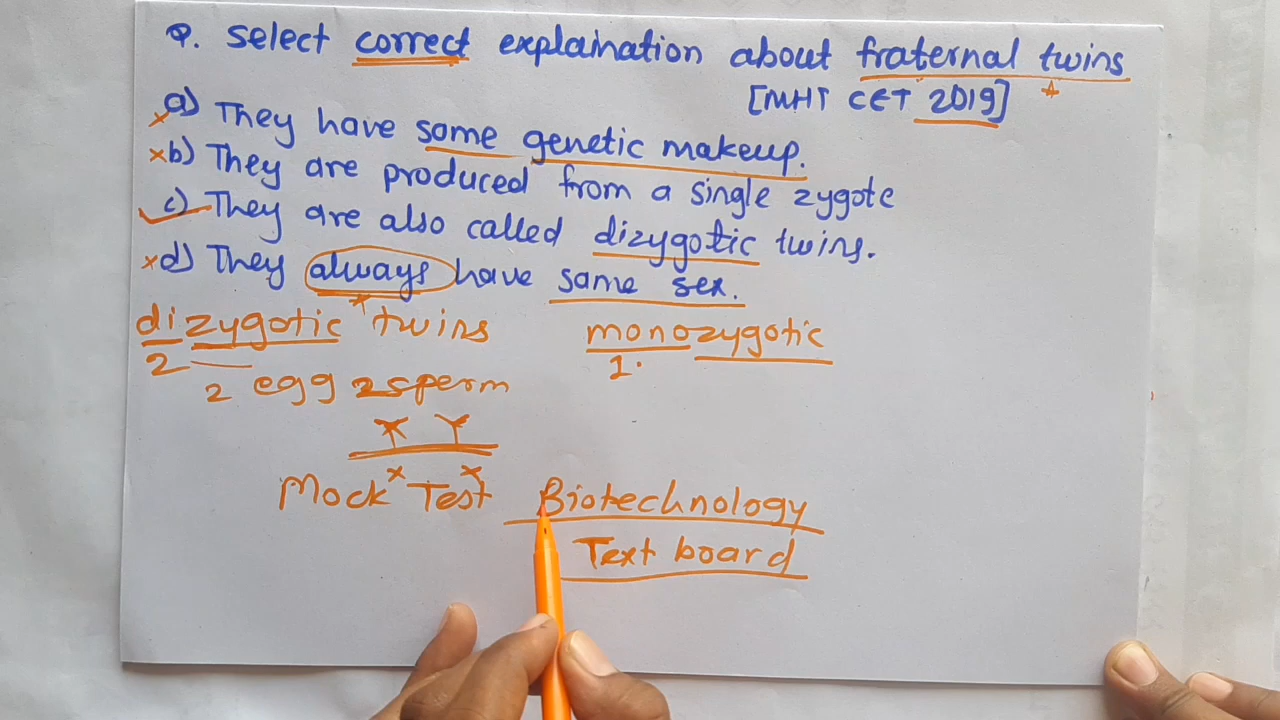 Q. Select correct explaination about fraternal twins
[MHT CET 2019]
a) They have same genetic makeup.
b) They are produced from a single zygote
c) They are also called dizygotic twins.
d) They always have same sex.
dizygotic twins monozygotic
2 1.
2 egg 2 sperm
X Y
Mock Test Biotechnology
Text board